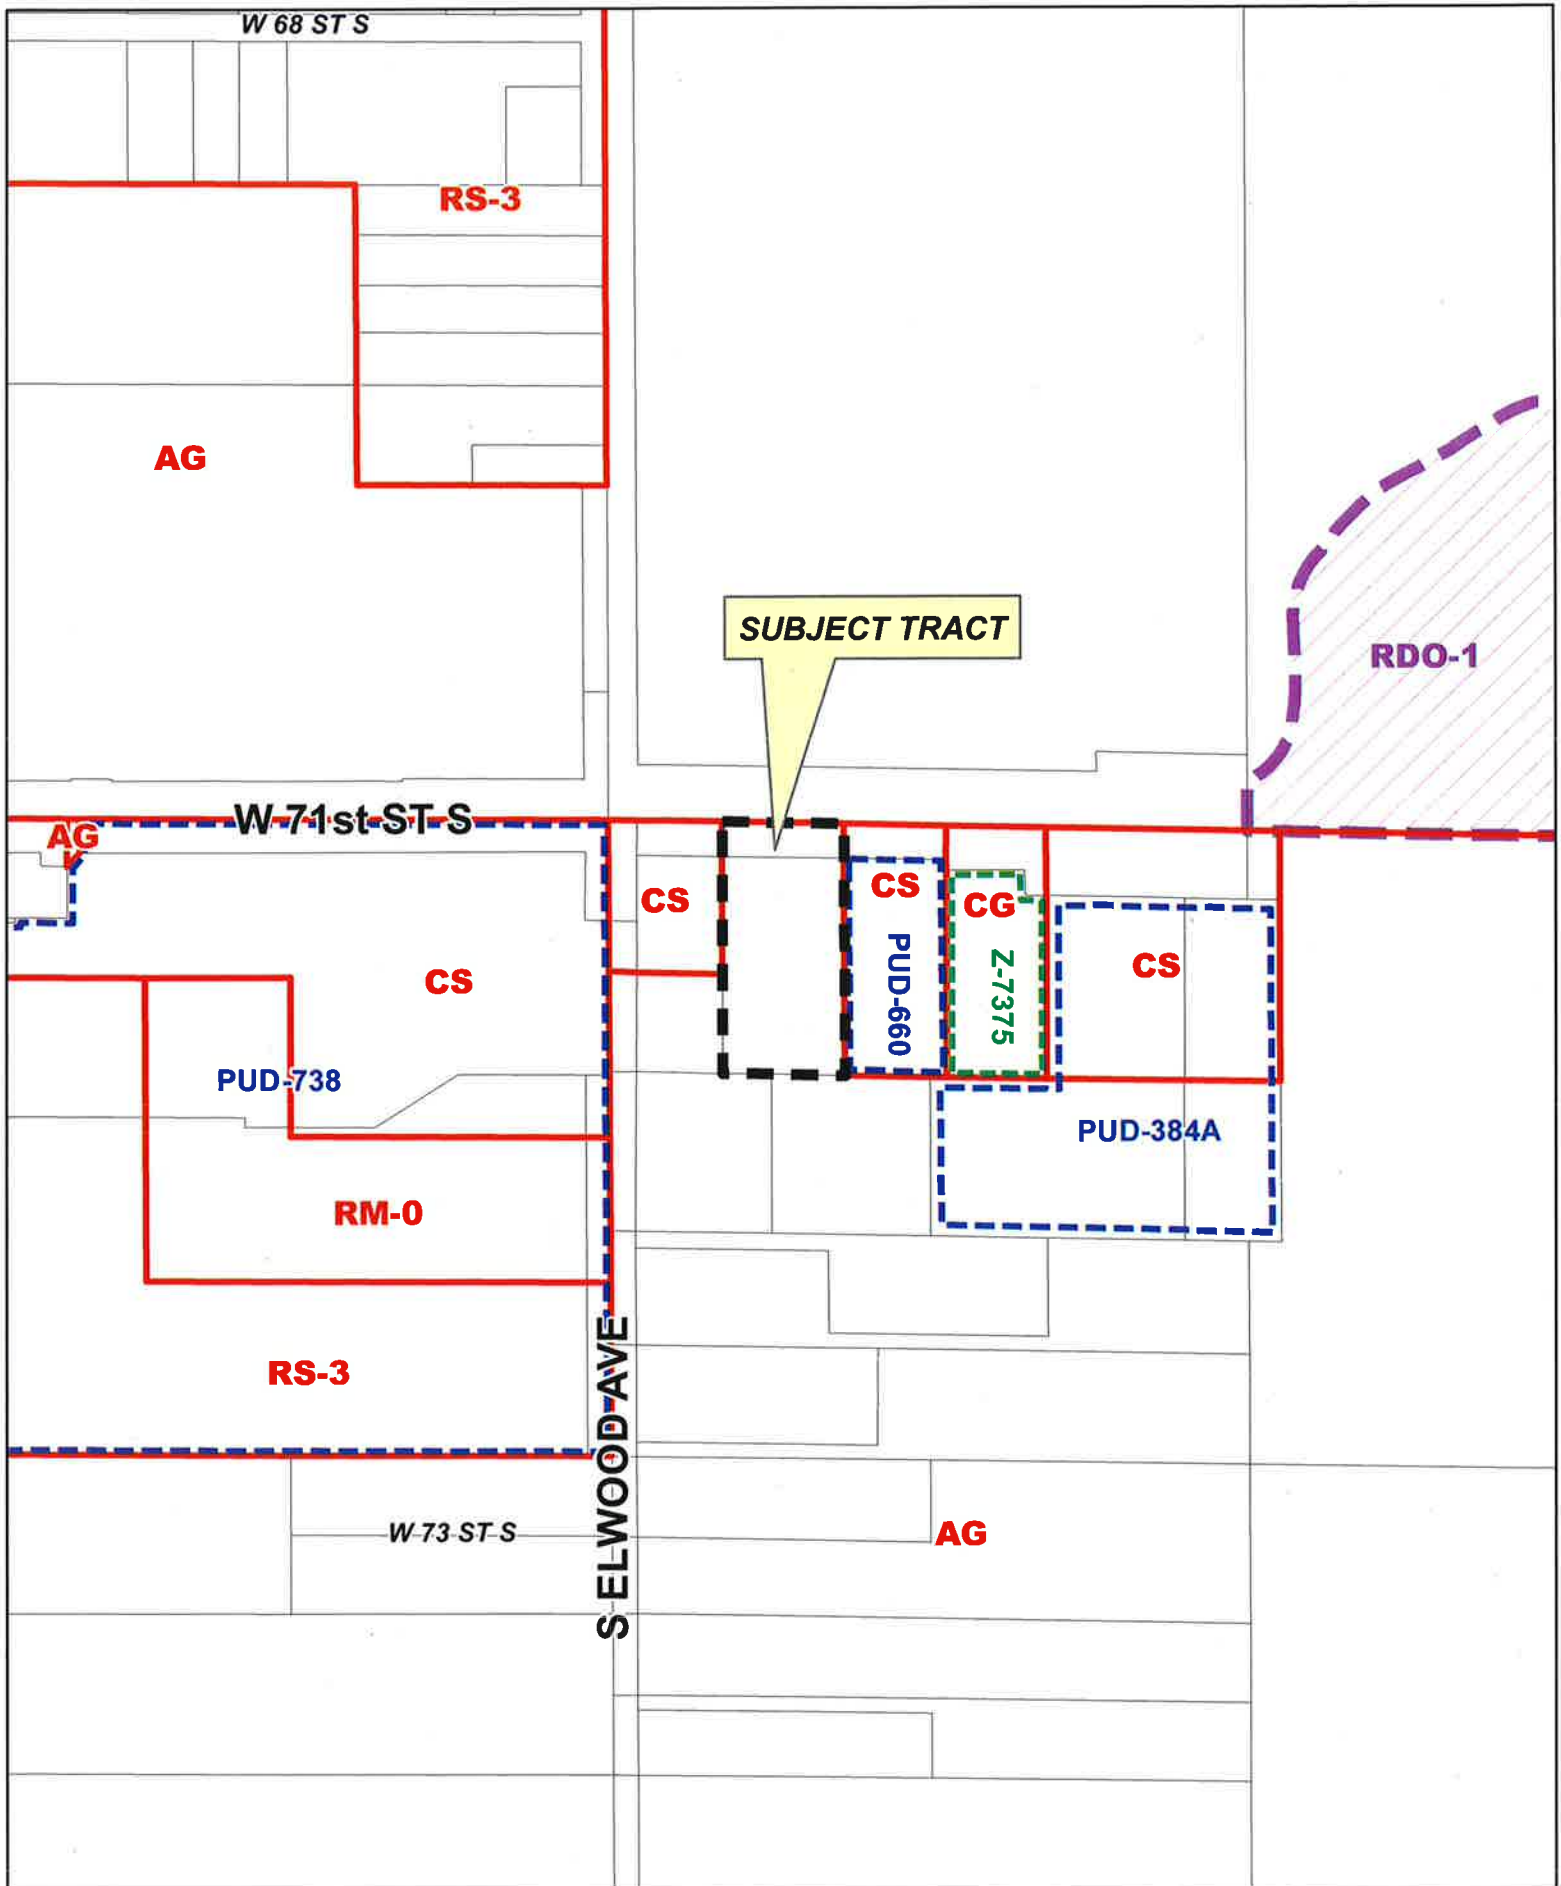 W 68 ST S
RS-3
AG
SUBJECT TRACT
RDO-1
W 71st ST S
AG
CS
CS
CG
CS
CS
PUD-660
Z-7375
PUD-738
PUD-384A
RM-0
RS-3
S ELWOOD AVE
W 73 ST S
AG